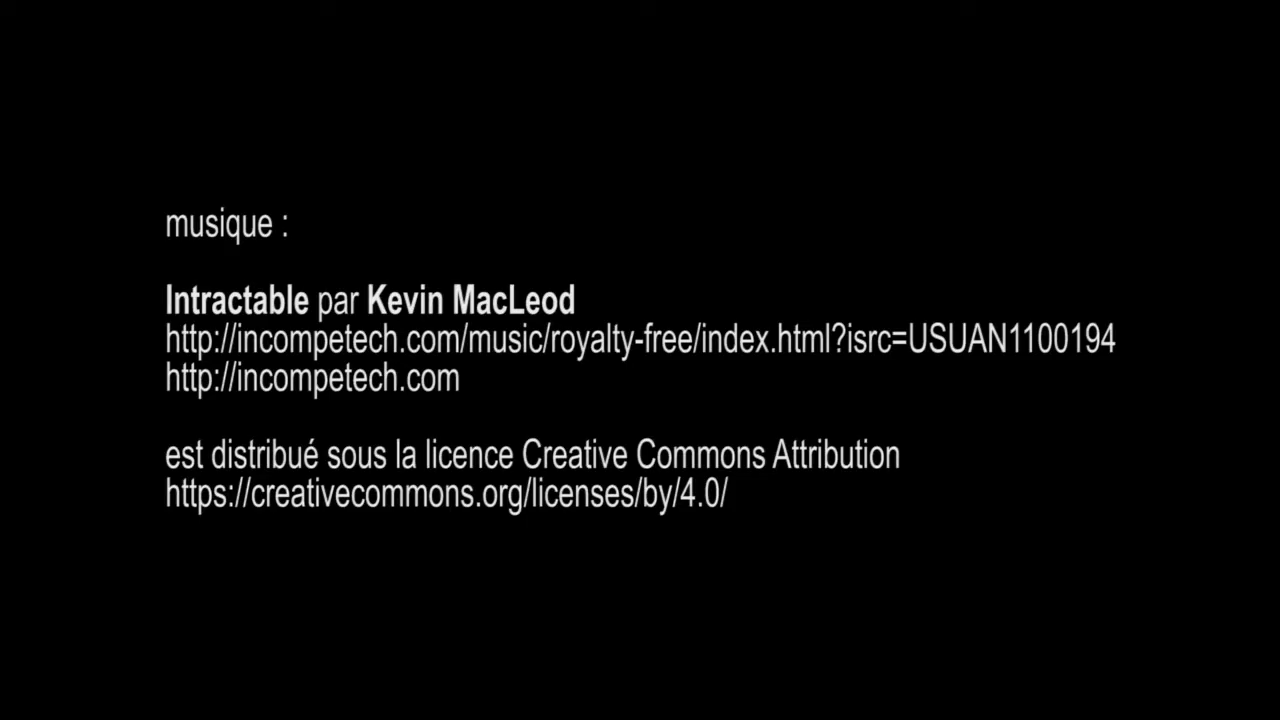 musique :
Intractable par Kevin MacLeod
http://incompetech.com/music/royalty-free/index.html?isrc=USUAN1100194
http://incompetech.com
est distribué sous la licence Creative Commons Attribution
https://creativecommons.org/licenses/by/4.0/